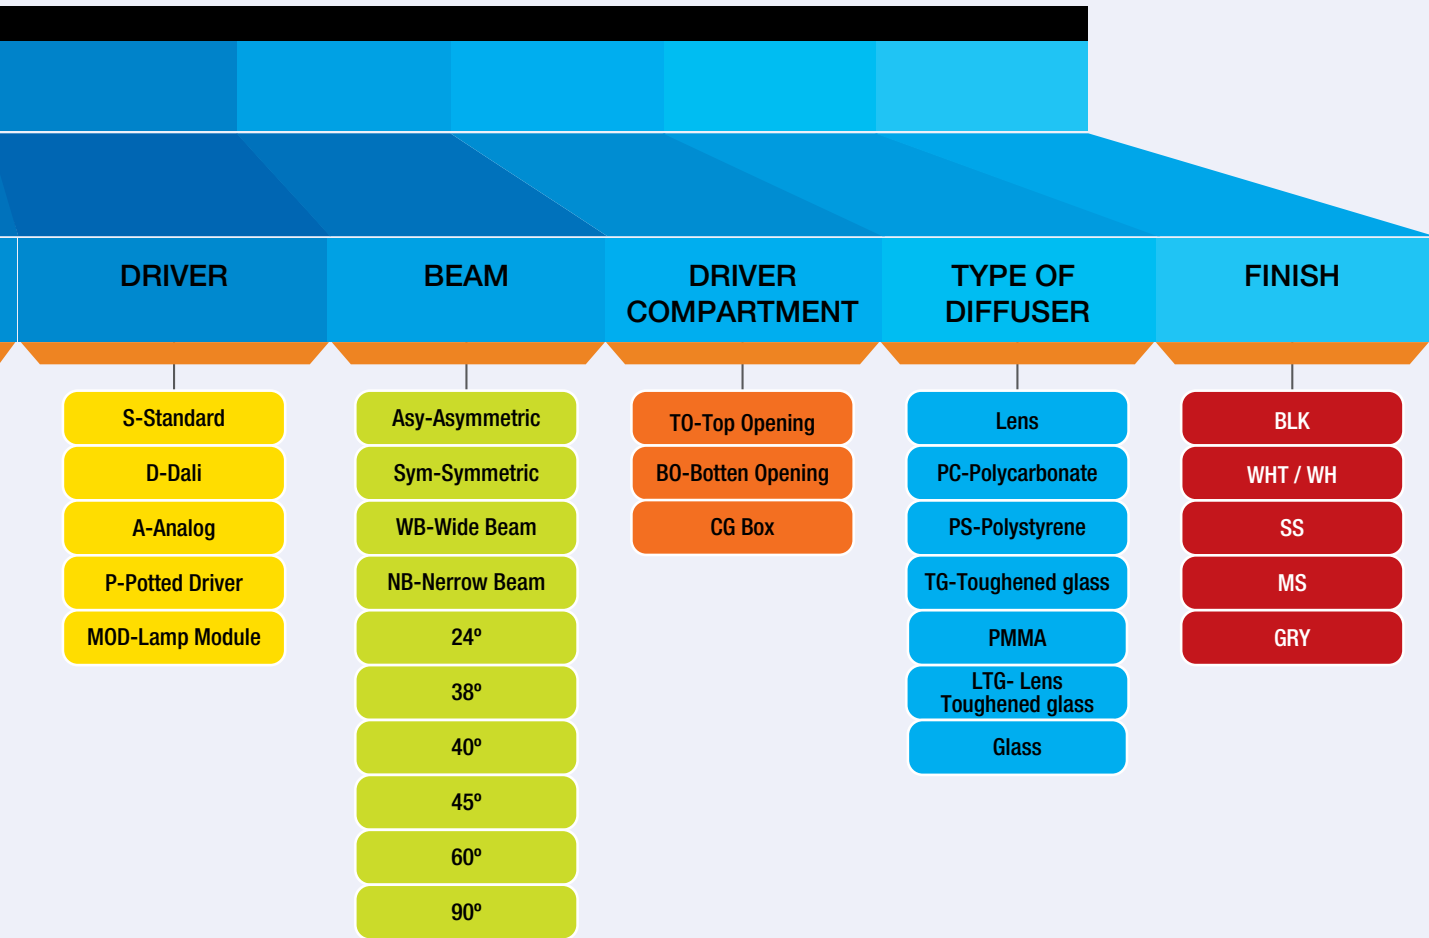 DRIVER
S-Standard
D-Dali
A-Analog
P-Potted Driver
MOD-Lamp Module
BEAM
Asy-Asymmetric
Sym-Symmetric
WB-Wide Beam
NB-Nerrow Beam
24º
38º
40º
45º
60º
90º
DRIVER
COMPARTMENT
TO-Top Opening
BO-Botten Opening
CG Box
TYPE OF
DIFFUSER
Lens
PC-Polycarbonate
PS-Polystyrene
TG-Toughened glass
PMMA
LTG- Lens
Toughened glass
Glass
FINISH
BLK
WHT / WH
SS
MS
GRY